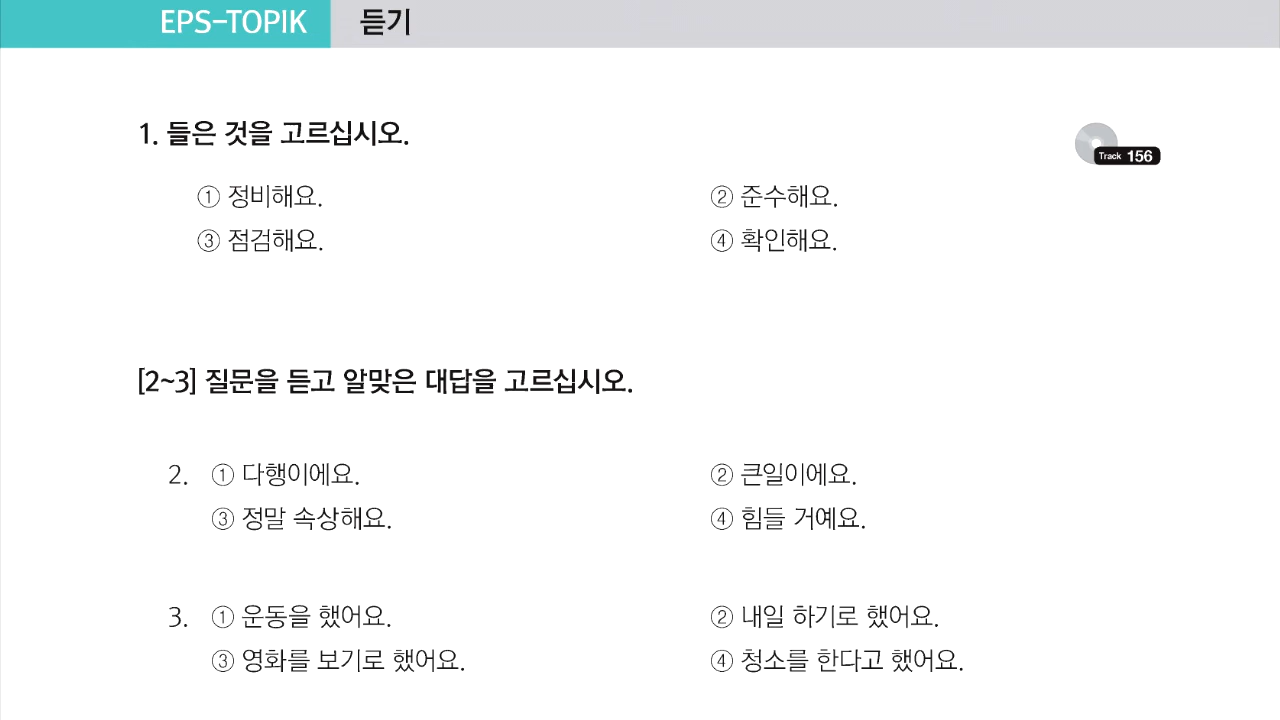 EPS-TOPIK 듣기
1. 들은 것을 고르십시오.
Track 156
① 정비해요. ② 준수해요.
③ 점검해요. ④ 확인해요.
[2~3] 질문을 듣고 알맞은 대답을 고르십시오.
2. ① 다행이에요. ② 큰일이에요.
③ 정말 속상해요. ④ 힘들 거예요.
3. ① 운동을 했어요. ② 내일 하기로 했어요.
③ 영화를 보기로 했어요. ④ 청소를 한다고 했어요.